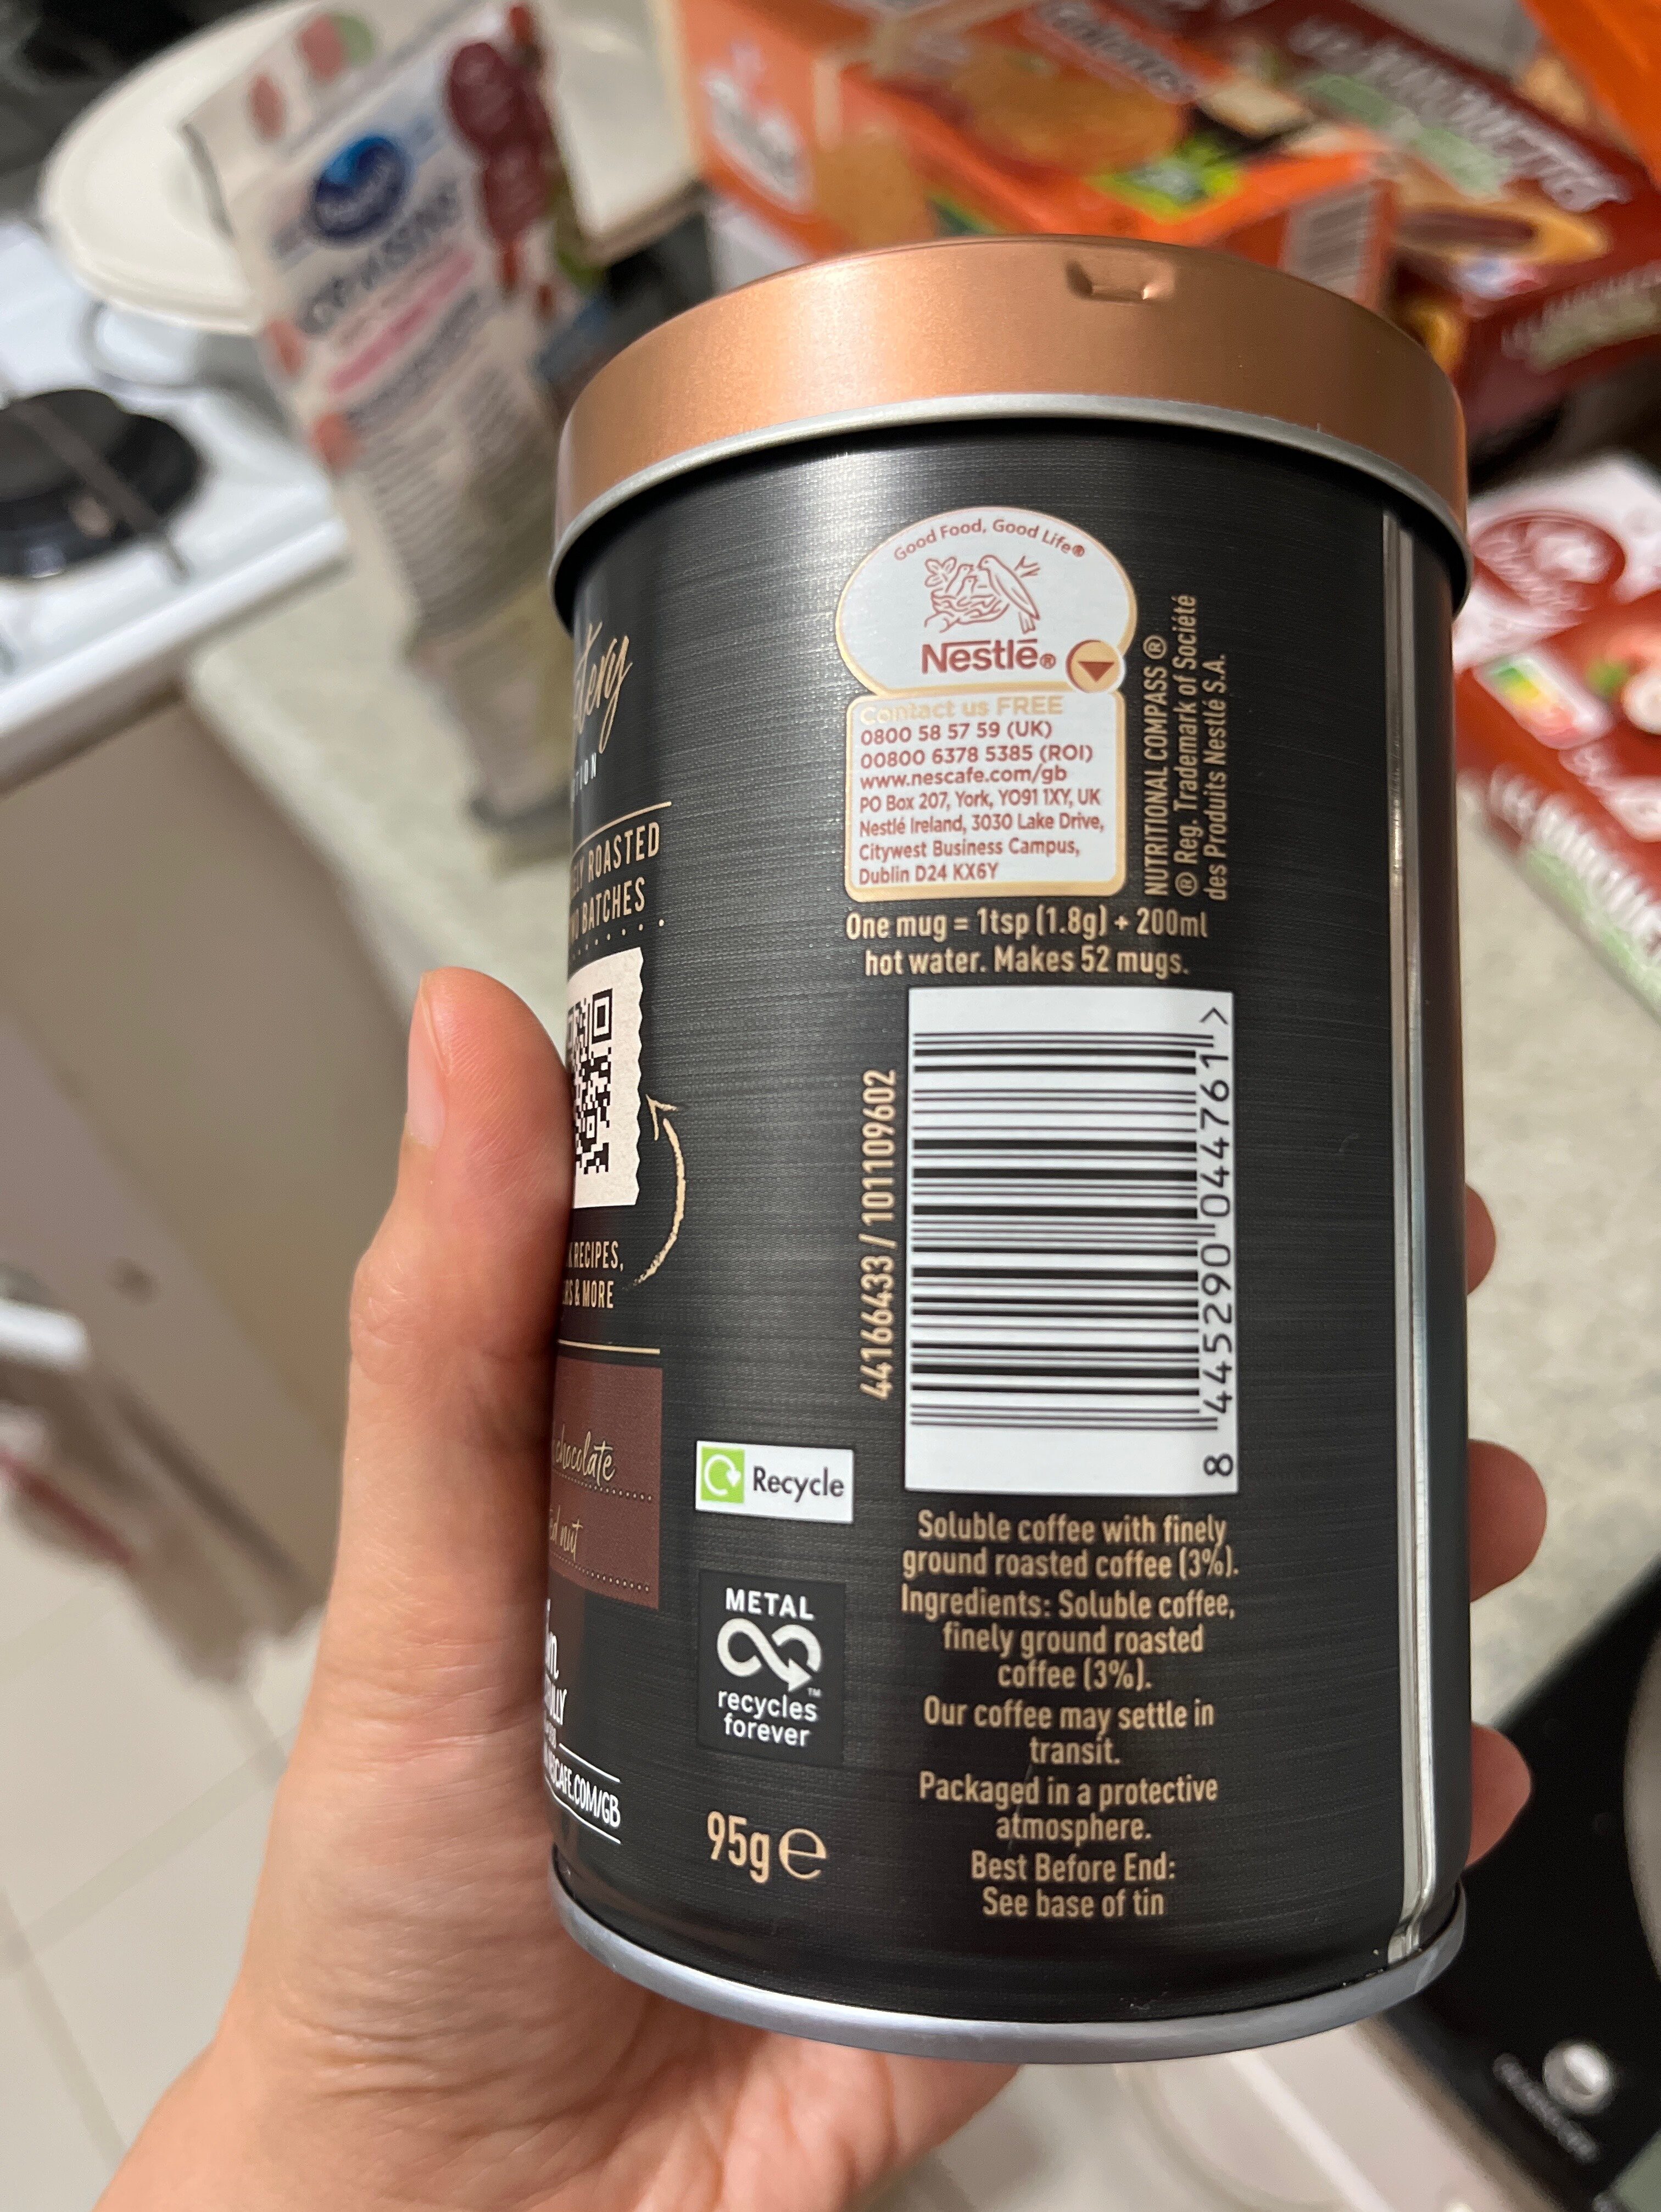 Good Food, Good Life®
Nestlé®
Contact us FREE
0800 58 57 59 (UK)
00800 6378 5385 (ROI)
www.nescafe.com/gb
PO Box 207, York, YO91 1XY, UK
Nestlé Ireland, 3030 Lake Drive,
Citywest Business Campus,
Dublin D24 KX6Y
NUTRITIONAL COMPASS ®
® Reg. Trademark of Société
des Produits Nestlé S.A.
One mug = 1tsp (1.8g) + 200ml
hot water. Makes 52 mugs.
44166433 / 101109602
8 445290 044761 >
ROASTED
BATCHES
RECIPES,
& MORE
chocolate
nut
.COM/GB
Recycle
METAL
recycles
forever
TM
95g e
Soluble coffee with finely
ground roasted coffee (3%).
Ingredients: Soluble coffee,
finely ground roasted
coffee (3%).
Our coffee may settle in
transit.
Packaged in a protective
atmosphere.
Best Before End:
See base of tin